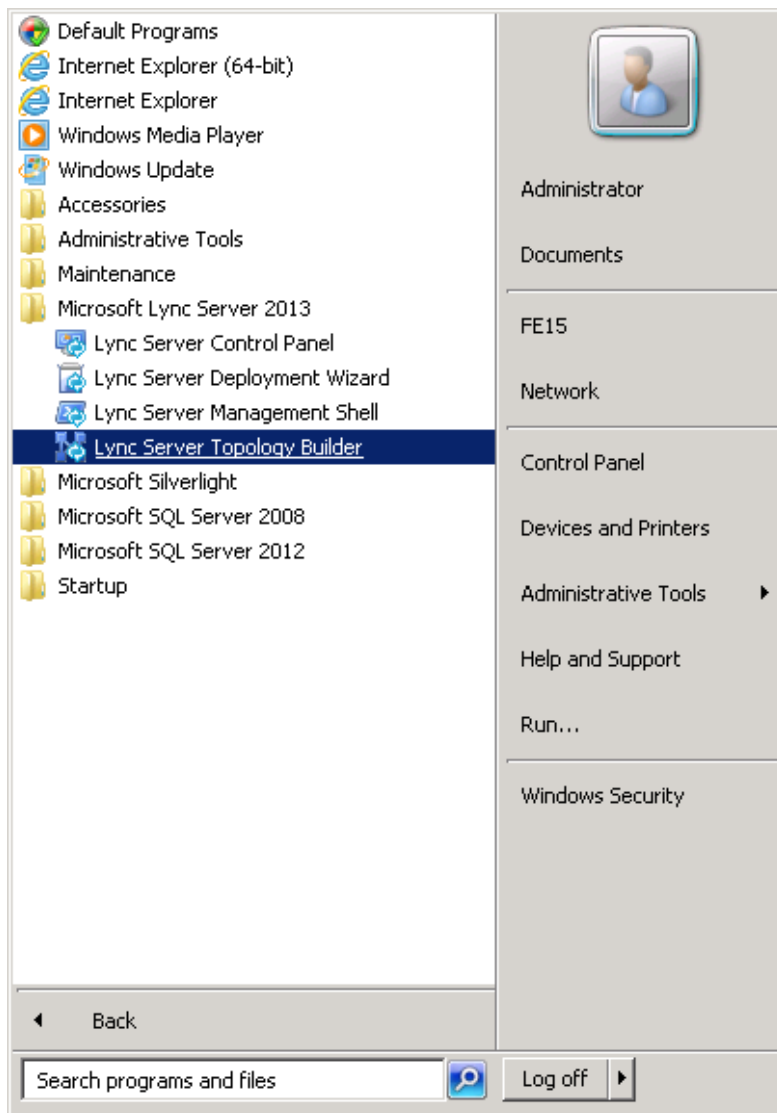 Default Programs
Internet Explorer (64-bit)
Internet Explorer
Windows Media Player
Windows Update
Accessories
Administrative Tools
Maintenance
Microsoft Lync Server 2013
Lync Server Control Panel
Lync Server Deployment Wizard
Lync Server Management Shell
Lync Server Topology Builder
Microsoft Silverlight
Microsoft SQL Server 2008
Microsoft SQL Server 2012
Startup
Back
Search programs and files
Administrator
Documents
FE15
Network
Control Panel
Devices and Printers
Administrative Tools
Help and Support
Run...
Windows Security
Log off